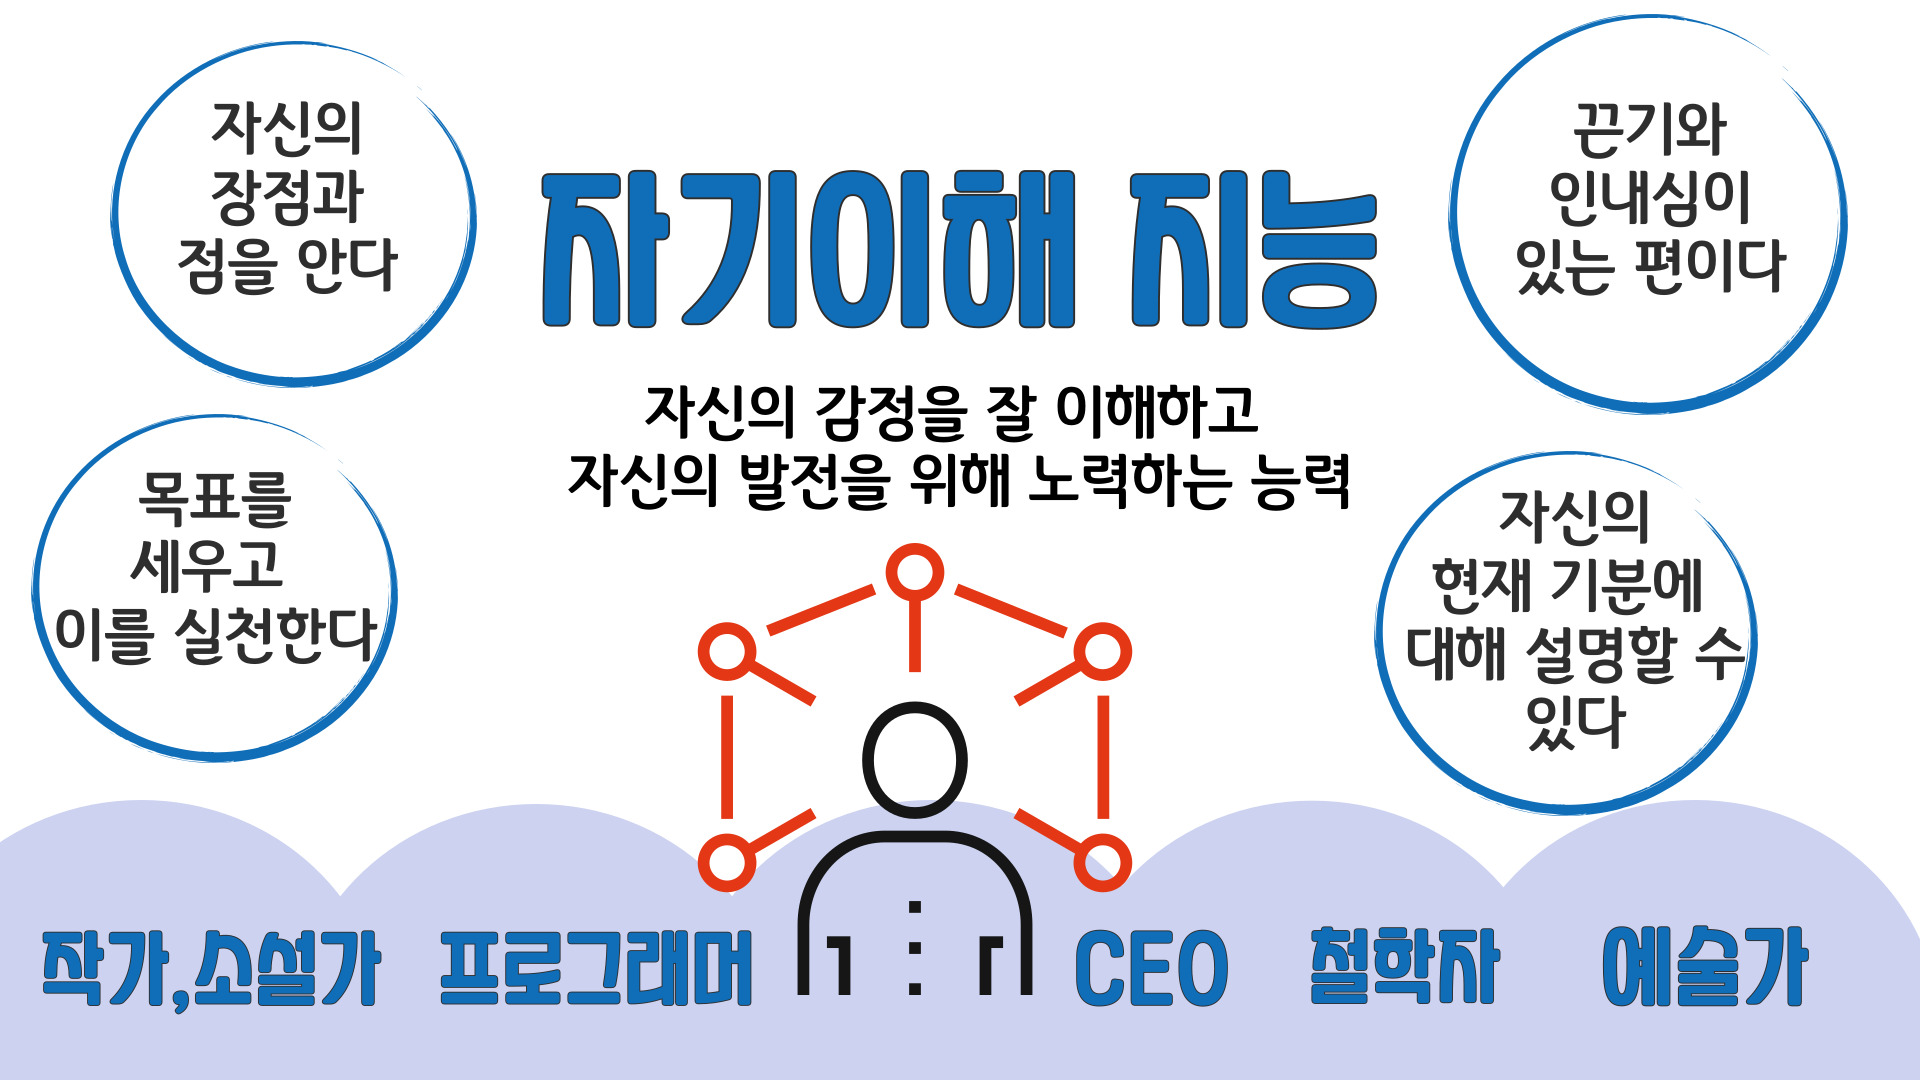 자신의
장점과
점을 안다
끈기와
인내심이
있는 편이다
자기이해 지능
자신의 감정을 잘 이해하고
자신의 발전을 위해 노력하는 능력
목표를
세우고
이를 실천한다
자신의
현재 기분에
대해 설명할 수
있다
작가,소설가
프로그래머
CEO
철학자
예술가